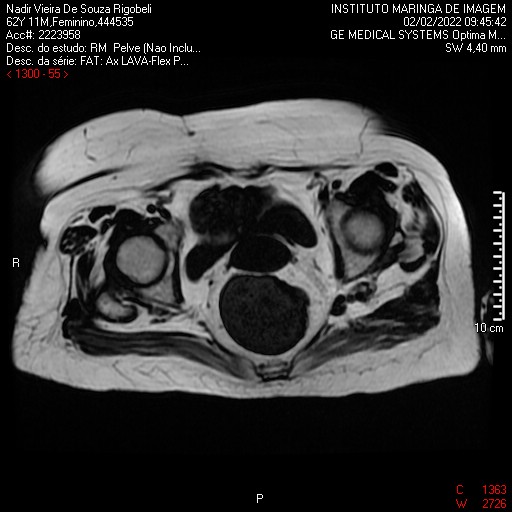 Nadir Vieira De Souza Rigobeli
62Y 11M,Feminino,444535
Acc#: 2223958
Desc. do estudo: RM Pelve (Nao Inclu...
Desc. da série: FAT: Ax LAVA-Flex P...
< 1300 - 55 >
INSTITUTO MARINGA DE IMAGEM
02/02/2022 09:45:42
GE MEDICAL SYSTEMS Optima M...
SW 4,40 mm
R
10 cm
P
C 1363
W 2726